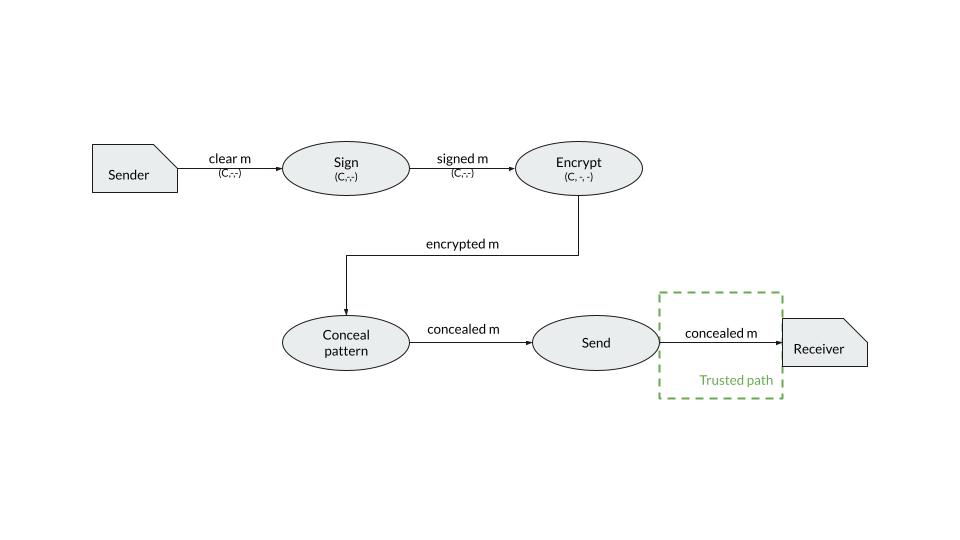 clear m
(C,-,-)
Sender
Sign
(C,-,-)
signed m
(C,-,-)
Encrypt
(C, -, -)
encrypted m
Conceal
pattern
concealed m
Send
concealed m
Receiver
Trusted path